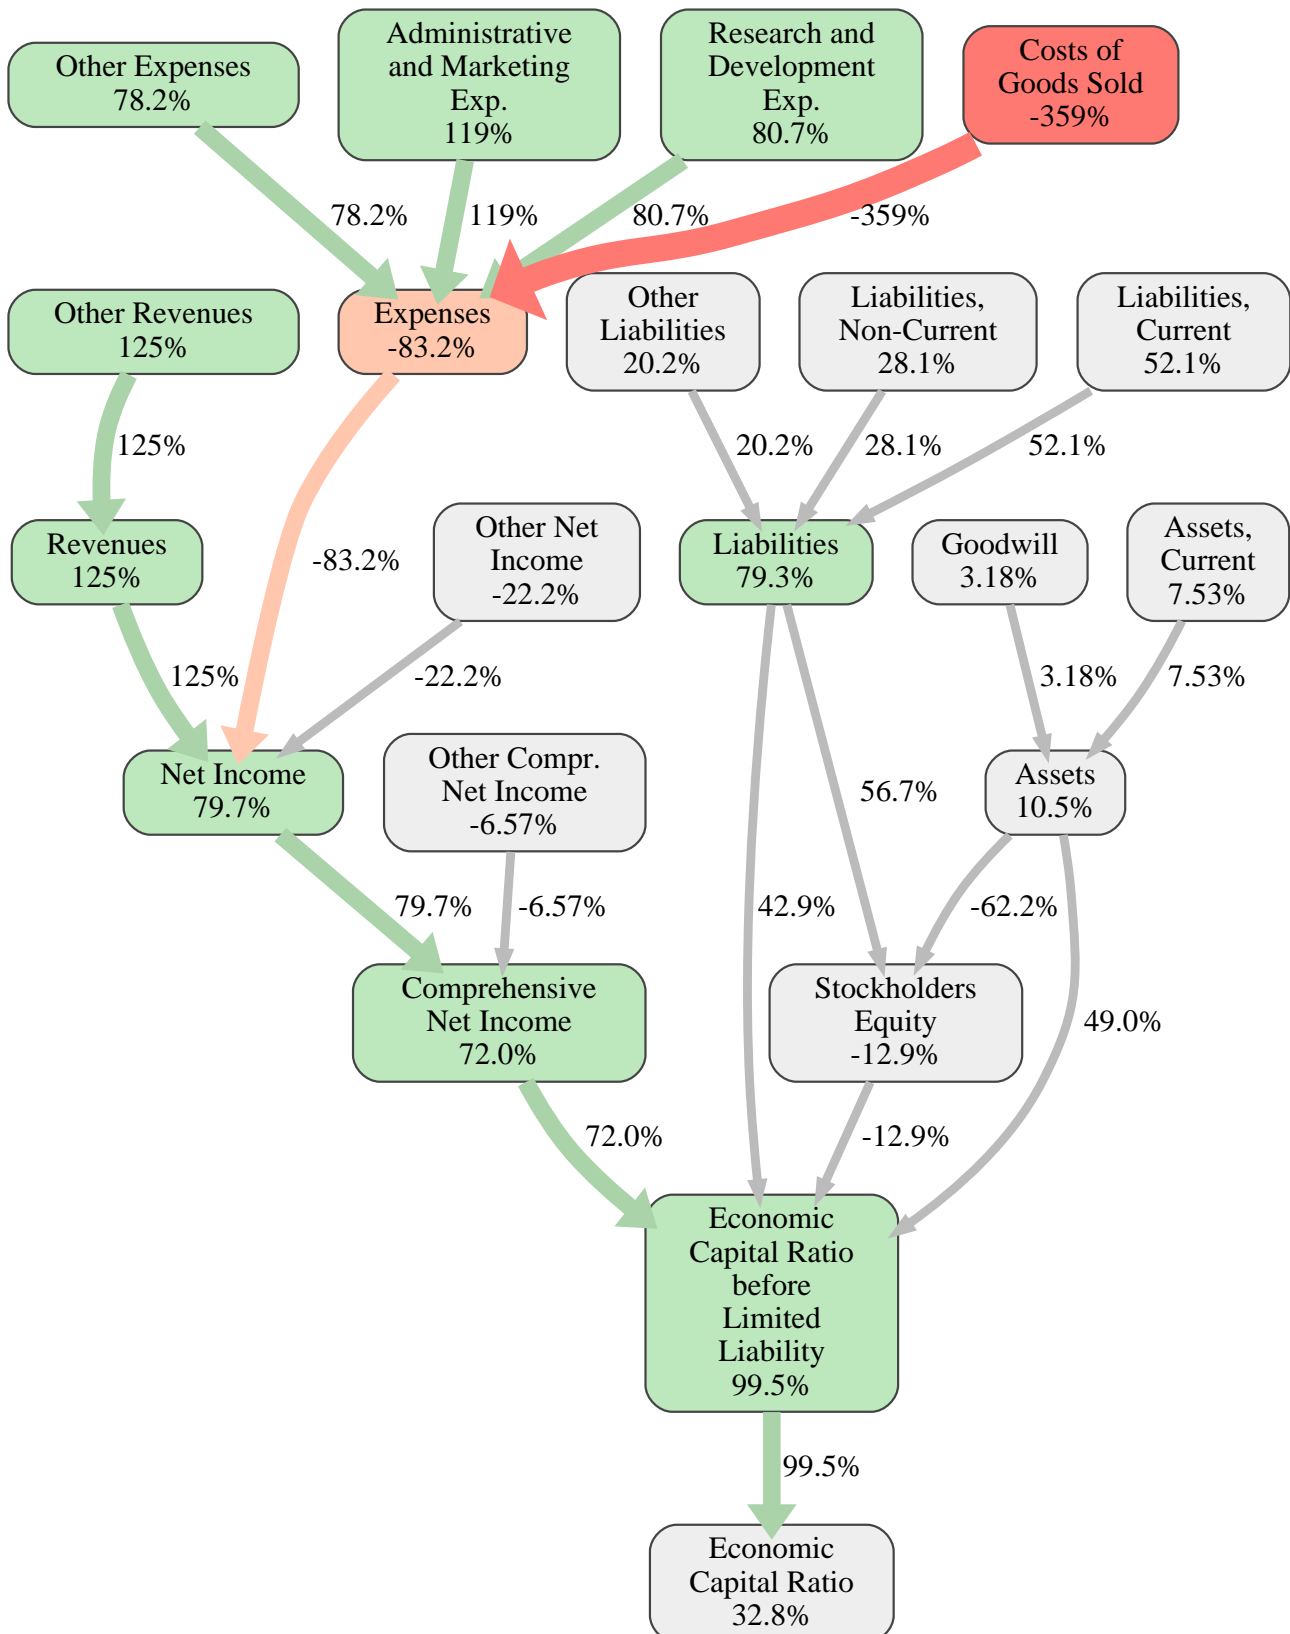 Other Expenses
78.2%
Administrative
and Marketing
Exp.
119%
Research and
Development
Exp.
80.7%
Costs of
Goods Sold
-359%
78.2%
119%
80.7%
-359%
Other Revenues
125%
Expenses
-83.2%
Other
Liabilities
20.2%
Liabilities,
Non-Current
28.1%
Liabilities,
Current
52.1%
125%
20.2%
28.1%
52.1%
Revenues
125%
-83.2%
Other Net
Income
-22.2%
Liabilities
79.3%
Goodwill
3.18%
Assets,
Current
7.53%
125%
-22.2%
3.18%
7.53%
Net Income
79.7%
Other Compr.
Net Income
-6.57%
56.7%
Assets
10.5%
79.7%
-6.57%
42.9%
-62.2%
Comprehensive
Net Income
72.0%
Stockholders
Equity
-12.9%
49.0%
72.0%
-12.9%
Economic
Capital Ratio
before
Limited
Liability
99.5%
99.5%
Economic
Capital Ratio
32.8%